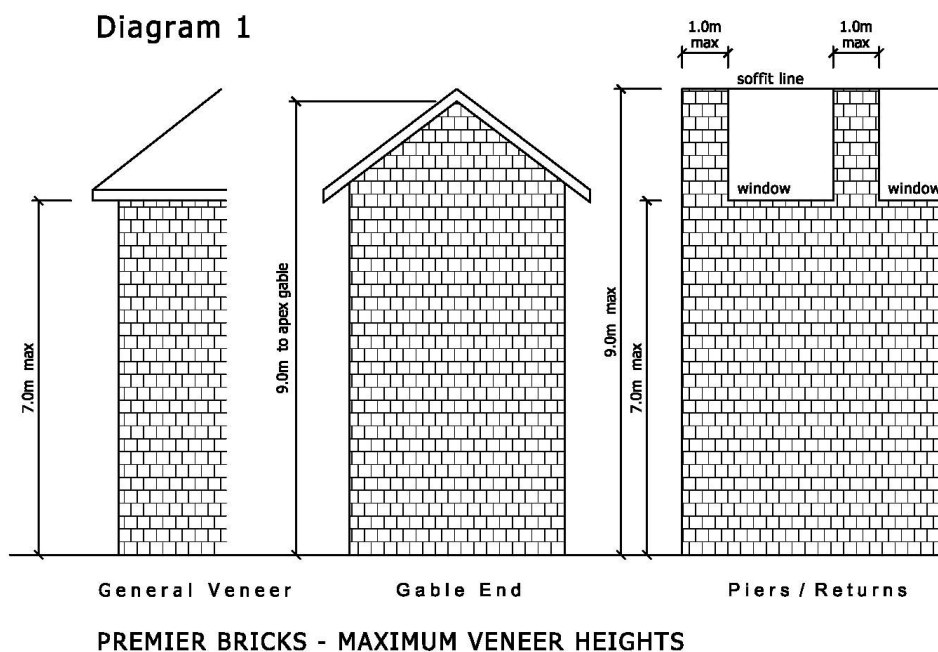 Diagram 1
1.0m
max
1.0m
max
soffit line
window
window
7.0m max
9.0m to apex gable
9.0m max
7.0m max
General Veneer
Gable End
Piers / Returns
PREMIER BRICKS - MAXIMUM VENEER HEIGHTS